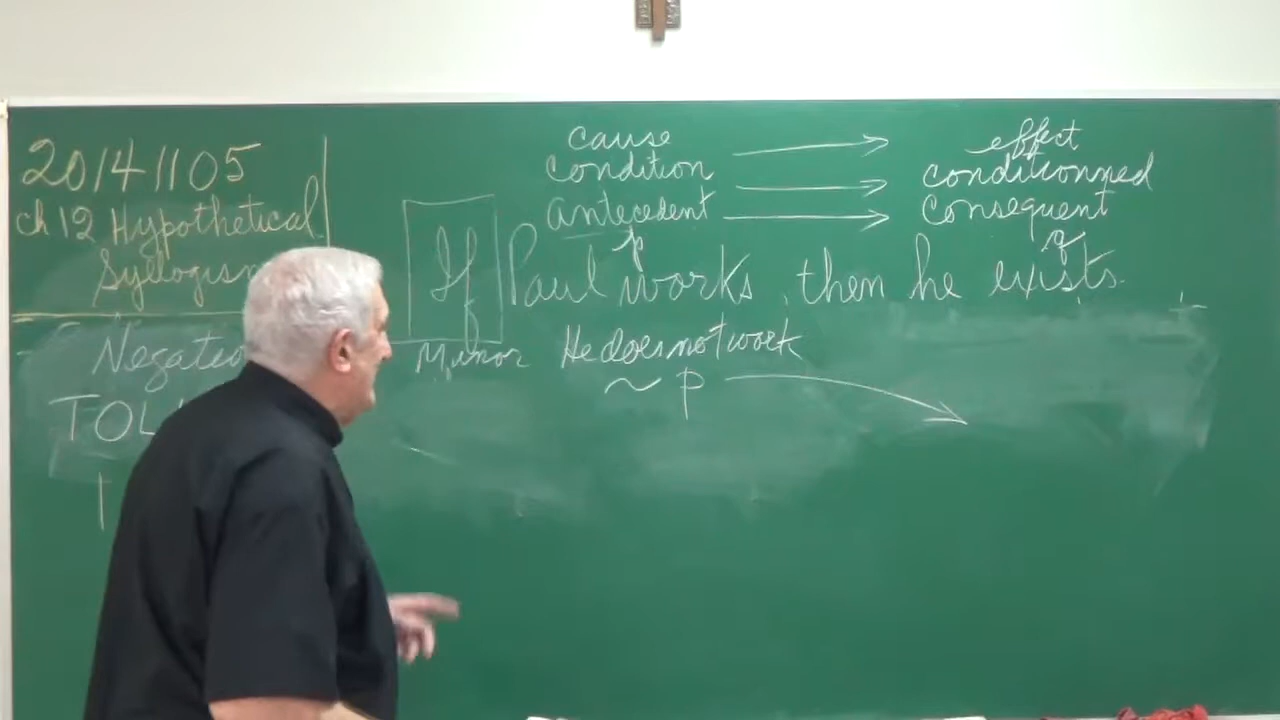 20141105
ch 12 Hypothetical
Syllogism
Negated
TOL
cause → effect
condition → conditionned
antecedent → consequent
p q
If Paul works, then he exists.
Minor He does not work
~ p